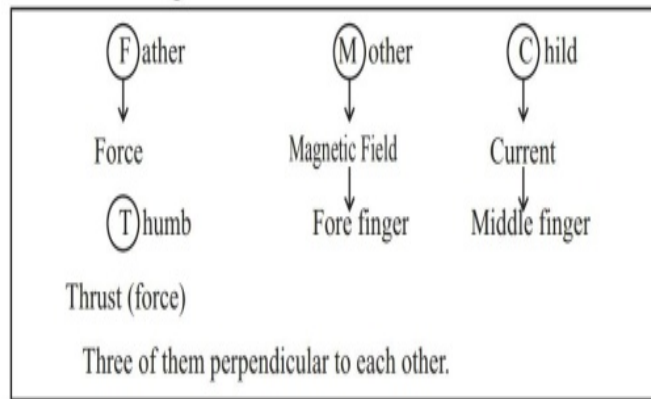 Father Mother Child
Force Magnetic Field Current
Thumb Fore finger Middle finger
Thrust (force)
Three of them perpendicular to each other.